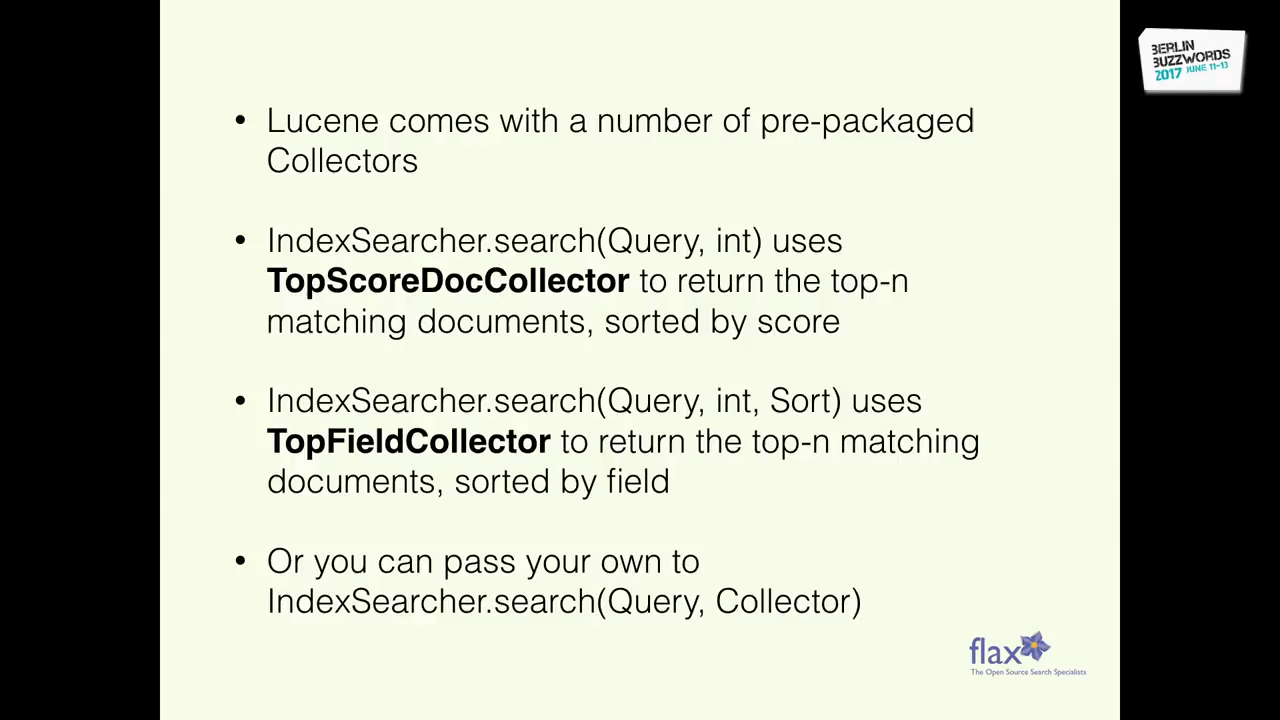 BERLIN
BUZZWORDS
2017 JUNE 11-13
• Lucene comes with a number of pre-packaged
Collectors
• IndexSearcher.search(Query, int) uses
TopScoreDocCollector to return the top-n
matching documents, sorted by score
• IndexSearcher.search(Query, int, Sort) uses
TopFieldCollector to return the top-n matching
documents, sorted by field
• Or you can pass your own to
IndexSearcher.search(Query, Collector)
flax
The Open Source Search Specialists